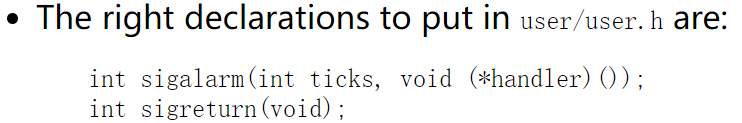 • The right declarations to put in user/user.h are:
int sigalarm(int ticks, void (*handler)());
int sigreturn(void);